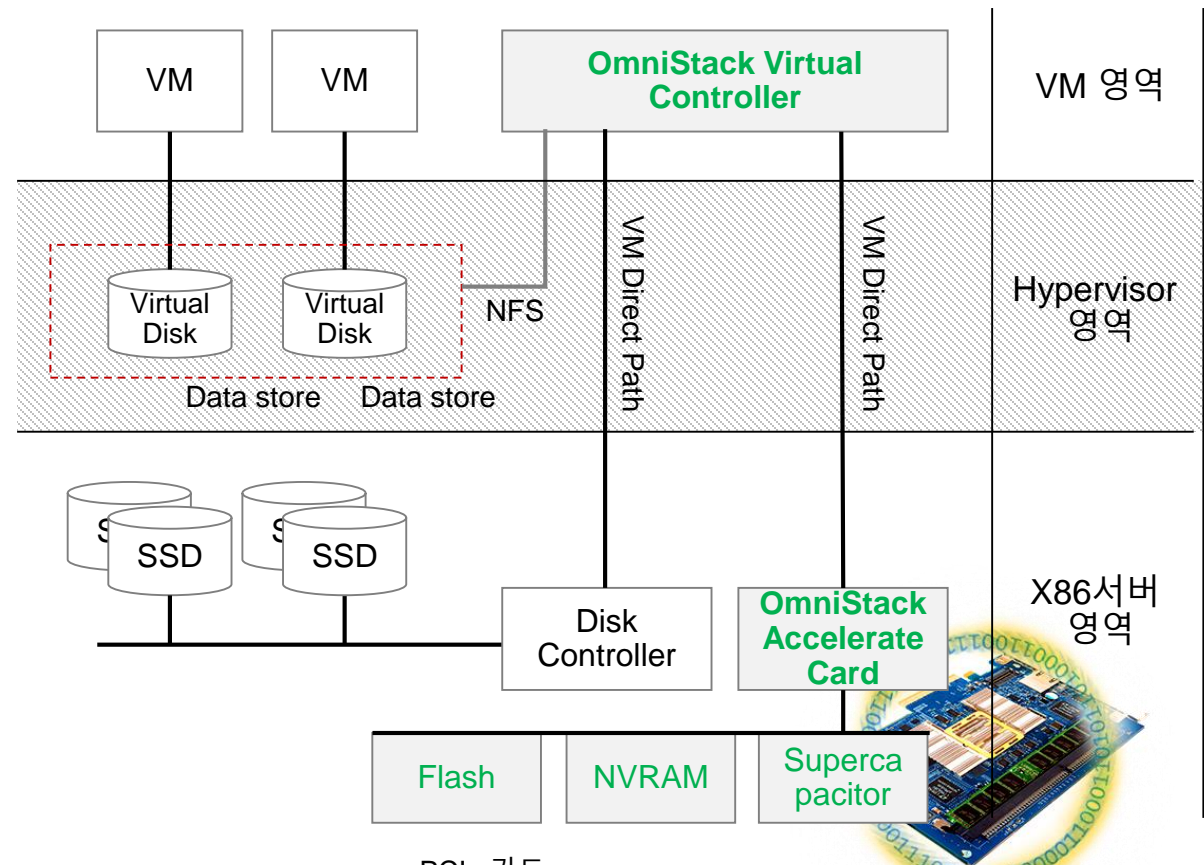 VM
VM
OmniStack Virtual
Controller
VM 영역
NFS
VM Direct Path
VM Direct Path
Virtual
Disk
Virtual
Disk
Data store
Data store
Hypervisor
영역
SSD
SSD
Disk
Controller
OmniStack
Accelerate
Card
X86서버
영역
Flash
NVRAM
Superca
pacitor